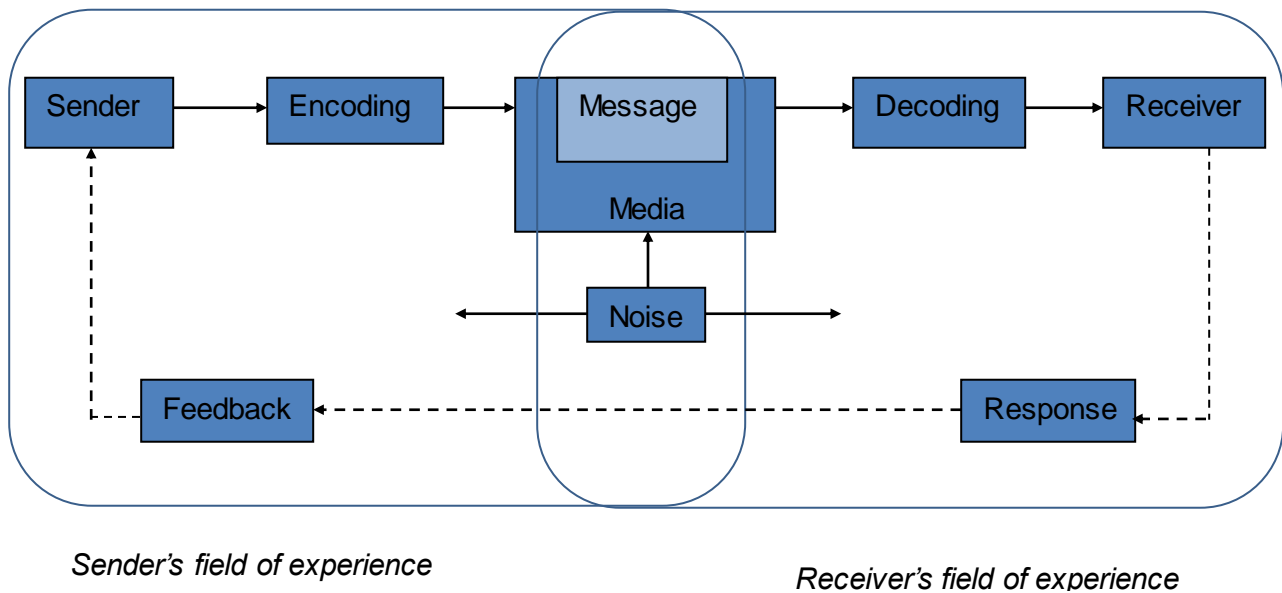 Sender
Encoding
Message
Media
Decoding
Receiver
Noise
Feedback
Response
Sender’s field of experience
Receiver’s field of experience